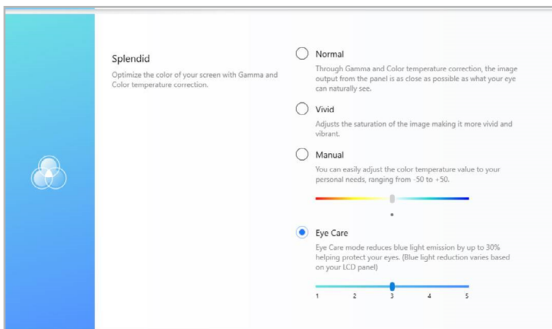 Splendid
Optimize the color of your screen with Gamma and
Color temperature correction.
Normal
Through Gamma and Color temperature correction, the image
output from the panel is as close as possible as what your eye
can naturally see.
Vivid
Adjusts the saturation of the image making it more vivid and
vibrant.
Manual
You can easily adjust the color temperature value to your
personal needs, ranging from -50 to +50.
Eye Care
Eye Care mode reduces blue light emission by up to 30%
helping protect your eyes. (Blue light reduction varies based
on your LCD panel)
1 2 3 4 5